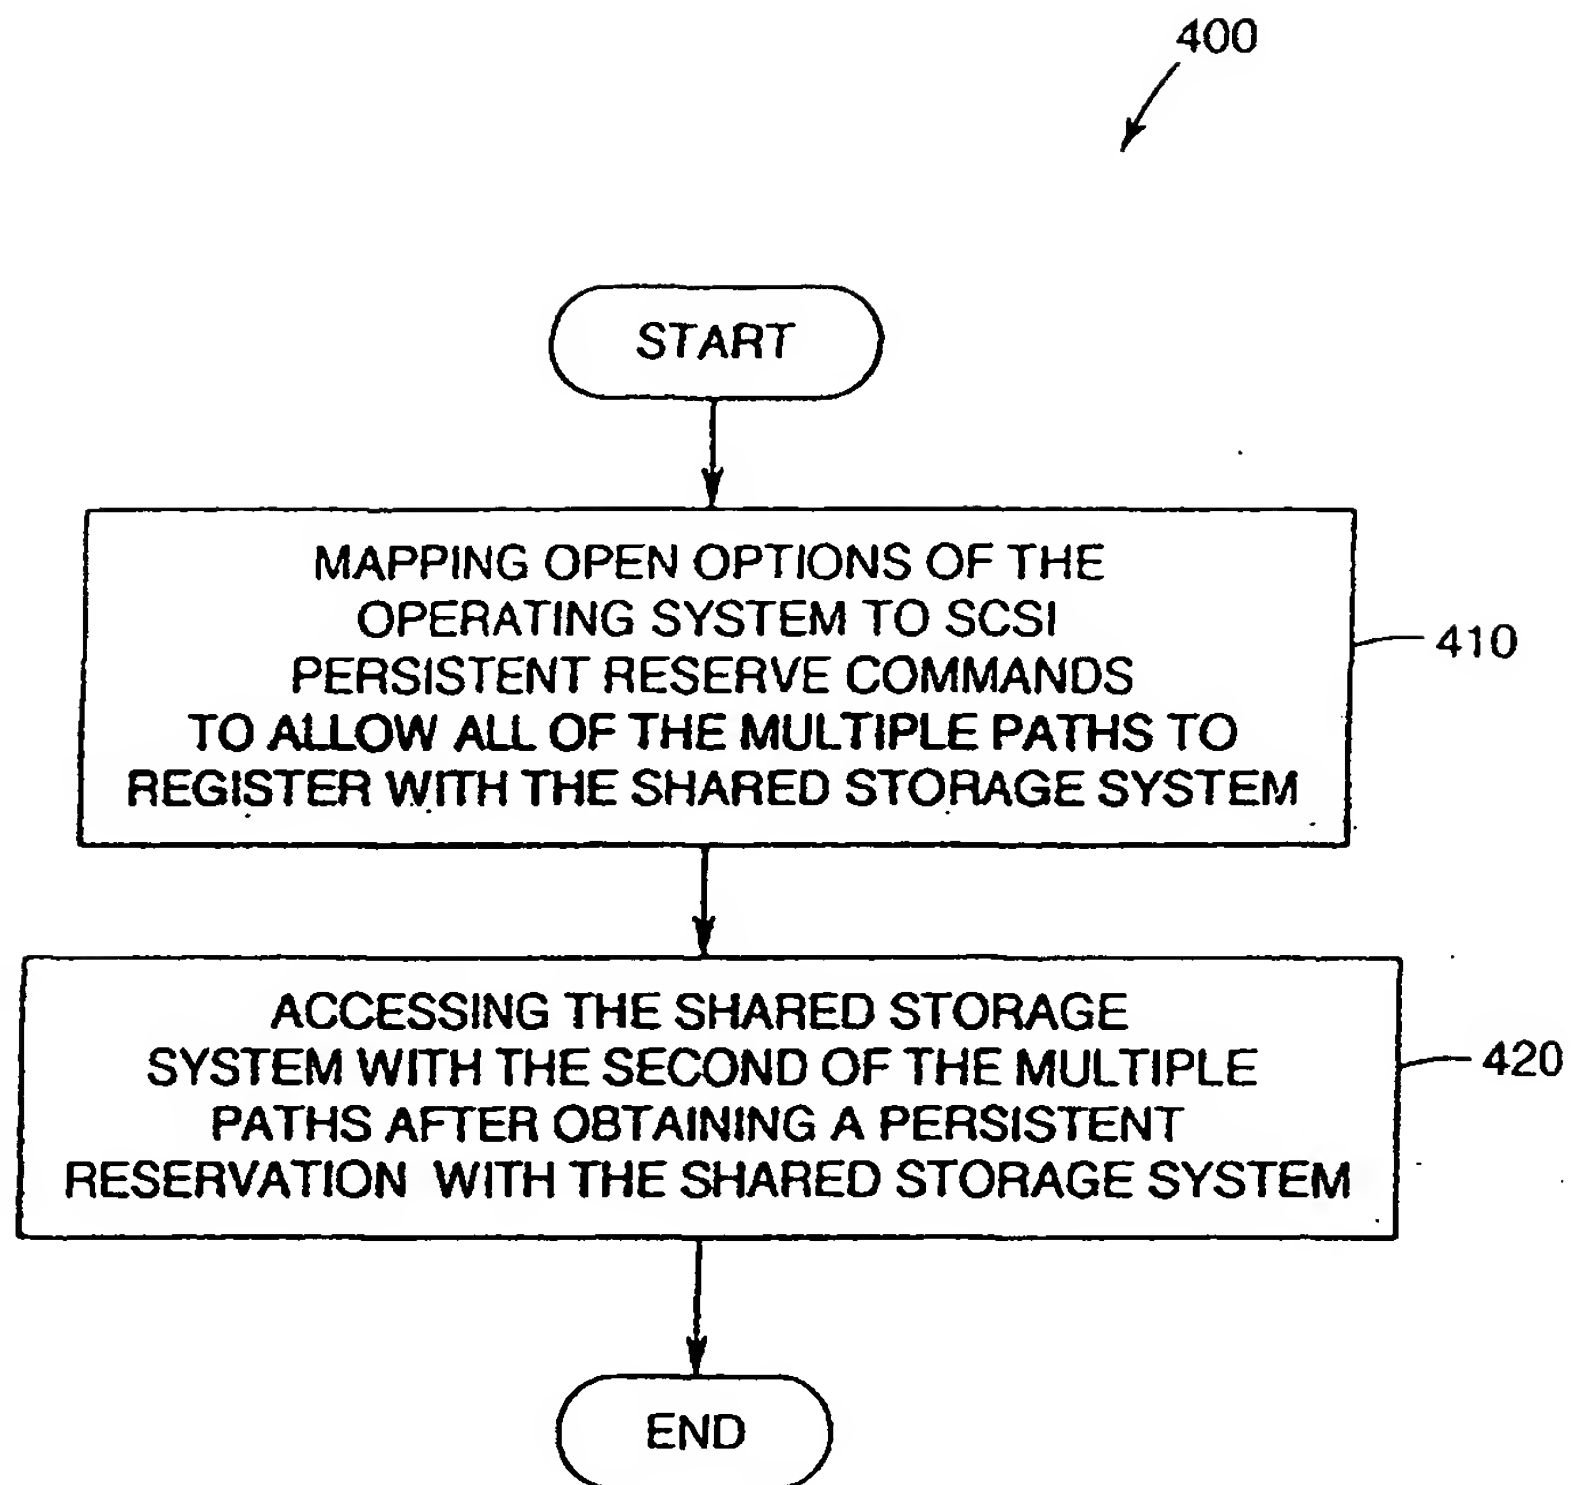 400
START
MAPPING OPEN OPTIONS OF THE
OPERATING SYSTEM TO SCSI
PERSISTENT RESERVE COMMANDS
TO ALLOW ALL OF THE MULTIPLE PATHS TO
REGISTER WITH THE SHARED STORAGE SYSTEM
410
ACCESSING THE SHARED STORAGE
SYSTEM WITH THE SECOND OF THE MULTIPLE
PATHS AFTER OBTAINING A PERSISTENT
RESERVATION WITH THE SHARED STORAGE SYSTEM
420
END